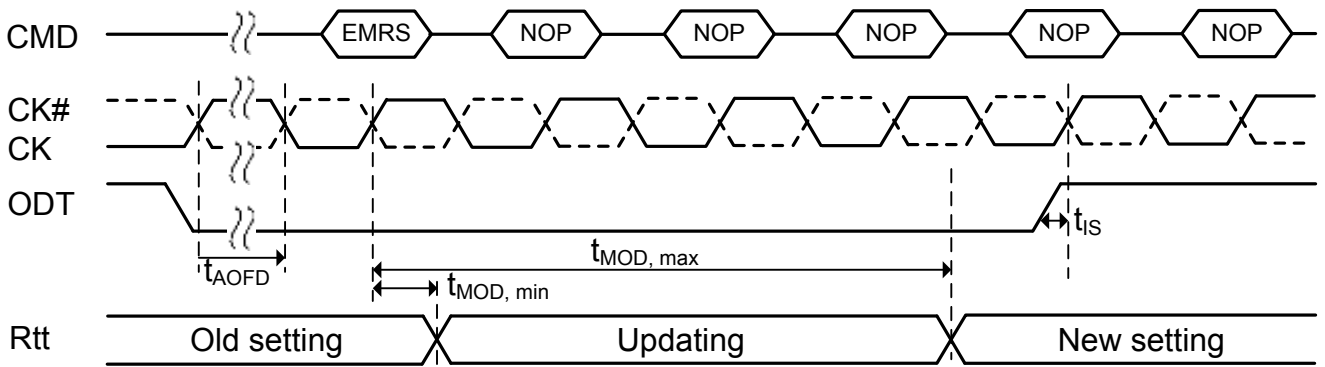 CMD EMRS NOP NOP NOP NOP NOP
CK#
CK
ODT
tIS
tAOFD
tMOD, max
tMOD, min
Rtt Old setting Updating New setting